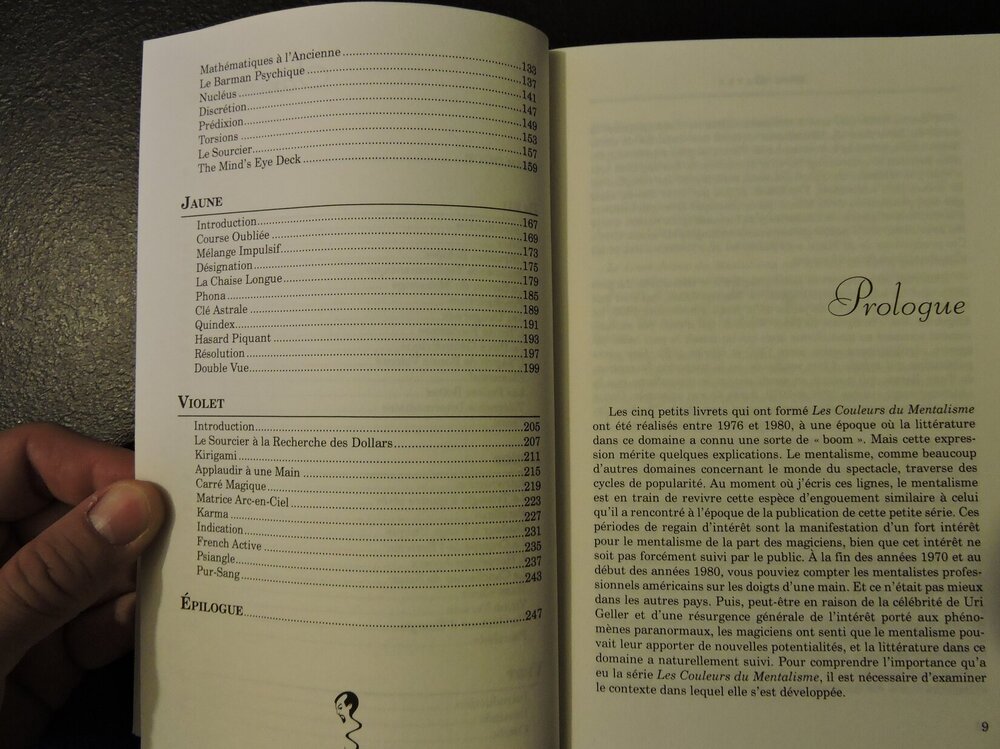 Mathématiques à l'Ancienne 133
Le Barman Psychique 137
Nucléus 141
Discrétion 147
Prédixion 149
Torsions 153
Le Sourcier 157
The Mind's Eye Deck 159
JAUNE
Introduction 167
Course Oubliée 169
Mélange Impulsif 173
Désignation 175
La Chaise Longue 179
Phona 185
Clé Astrale 189
Quindex 191
Hasard Piquant 193
Résolution 197
Double Vue 199
VIOLET
Introduction 205
Le Sourcier à la Recherche des Dollars 207
Kirigami 211
Applaudir à une Main 215
Carré Magique 219
Matrice Arc-en-Ciel 223
Karma 227
Indication 231
French Active 235
Psiangle 237
Pur-Sang 243
ÉPILOGUE 247
Prologue
Les cinq petits livrets qui ont formé Les Couleurs du Mentalisme
ont été réalisés entre 1976 et 1980, à une époque où la littérature
dans ce domaine a connu une sorte de « boom ». Mais cette expres-
sion mérite quelques explications. Le mentalisme, comme beaucoup
d'autres domaines concernant le monde du spectacle, traverse des
cycles de popularité. Au moment où j'écris ces lignes, le mentalisme
est en train de revivre cette espèce d'engouement similaire à celui
qu'il a rencontré à l'époque de la publication de cette petite série. Ces
périodes de regain d'intérêt sont la manifestation d'un fort intérêt
pour le mentalisme de la part des magiciens, bien que cet intérêt ne
soit pas forcément suivi par le public. À la fin des années 1970 et au
début des années 1980, vous pouviez compter les mentalistes profes-
sionnels américains sur les doigts d'une main. Et ce n'était pas mieux
dans les autres pays. Puis, peut-être en raison de la célébrité de Uri
Geller et d'une résurgence générale de l'intérêt porté aux phéno-
mènes paranormaux, les magiciens ont senti que le mentalisme pou-
vait leur apporter de nouvelles potentialités, et la littérature dans ce
domaine a naturellement suivi. Pour comprendre l'importance qu'a
eu la série Les Couleurs du Mentalisme, il est nécessaire d'examiner
le contexte dans lequel elle s'est développée.
9